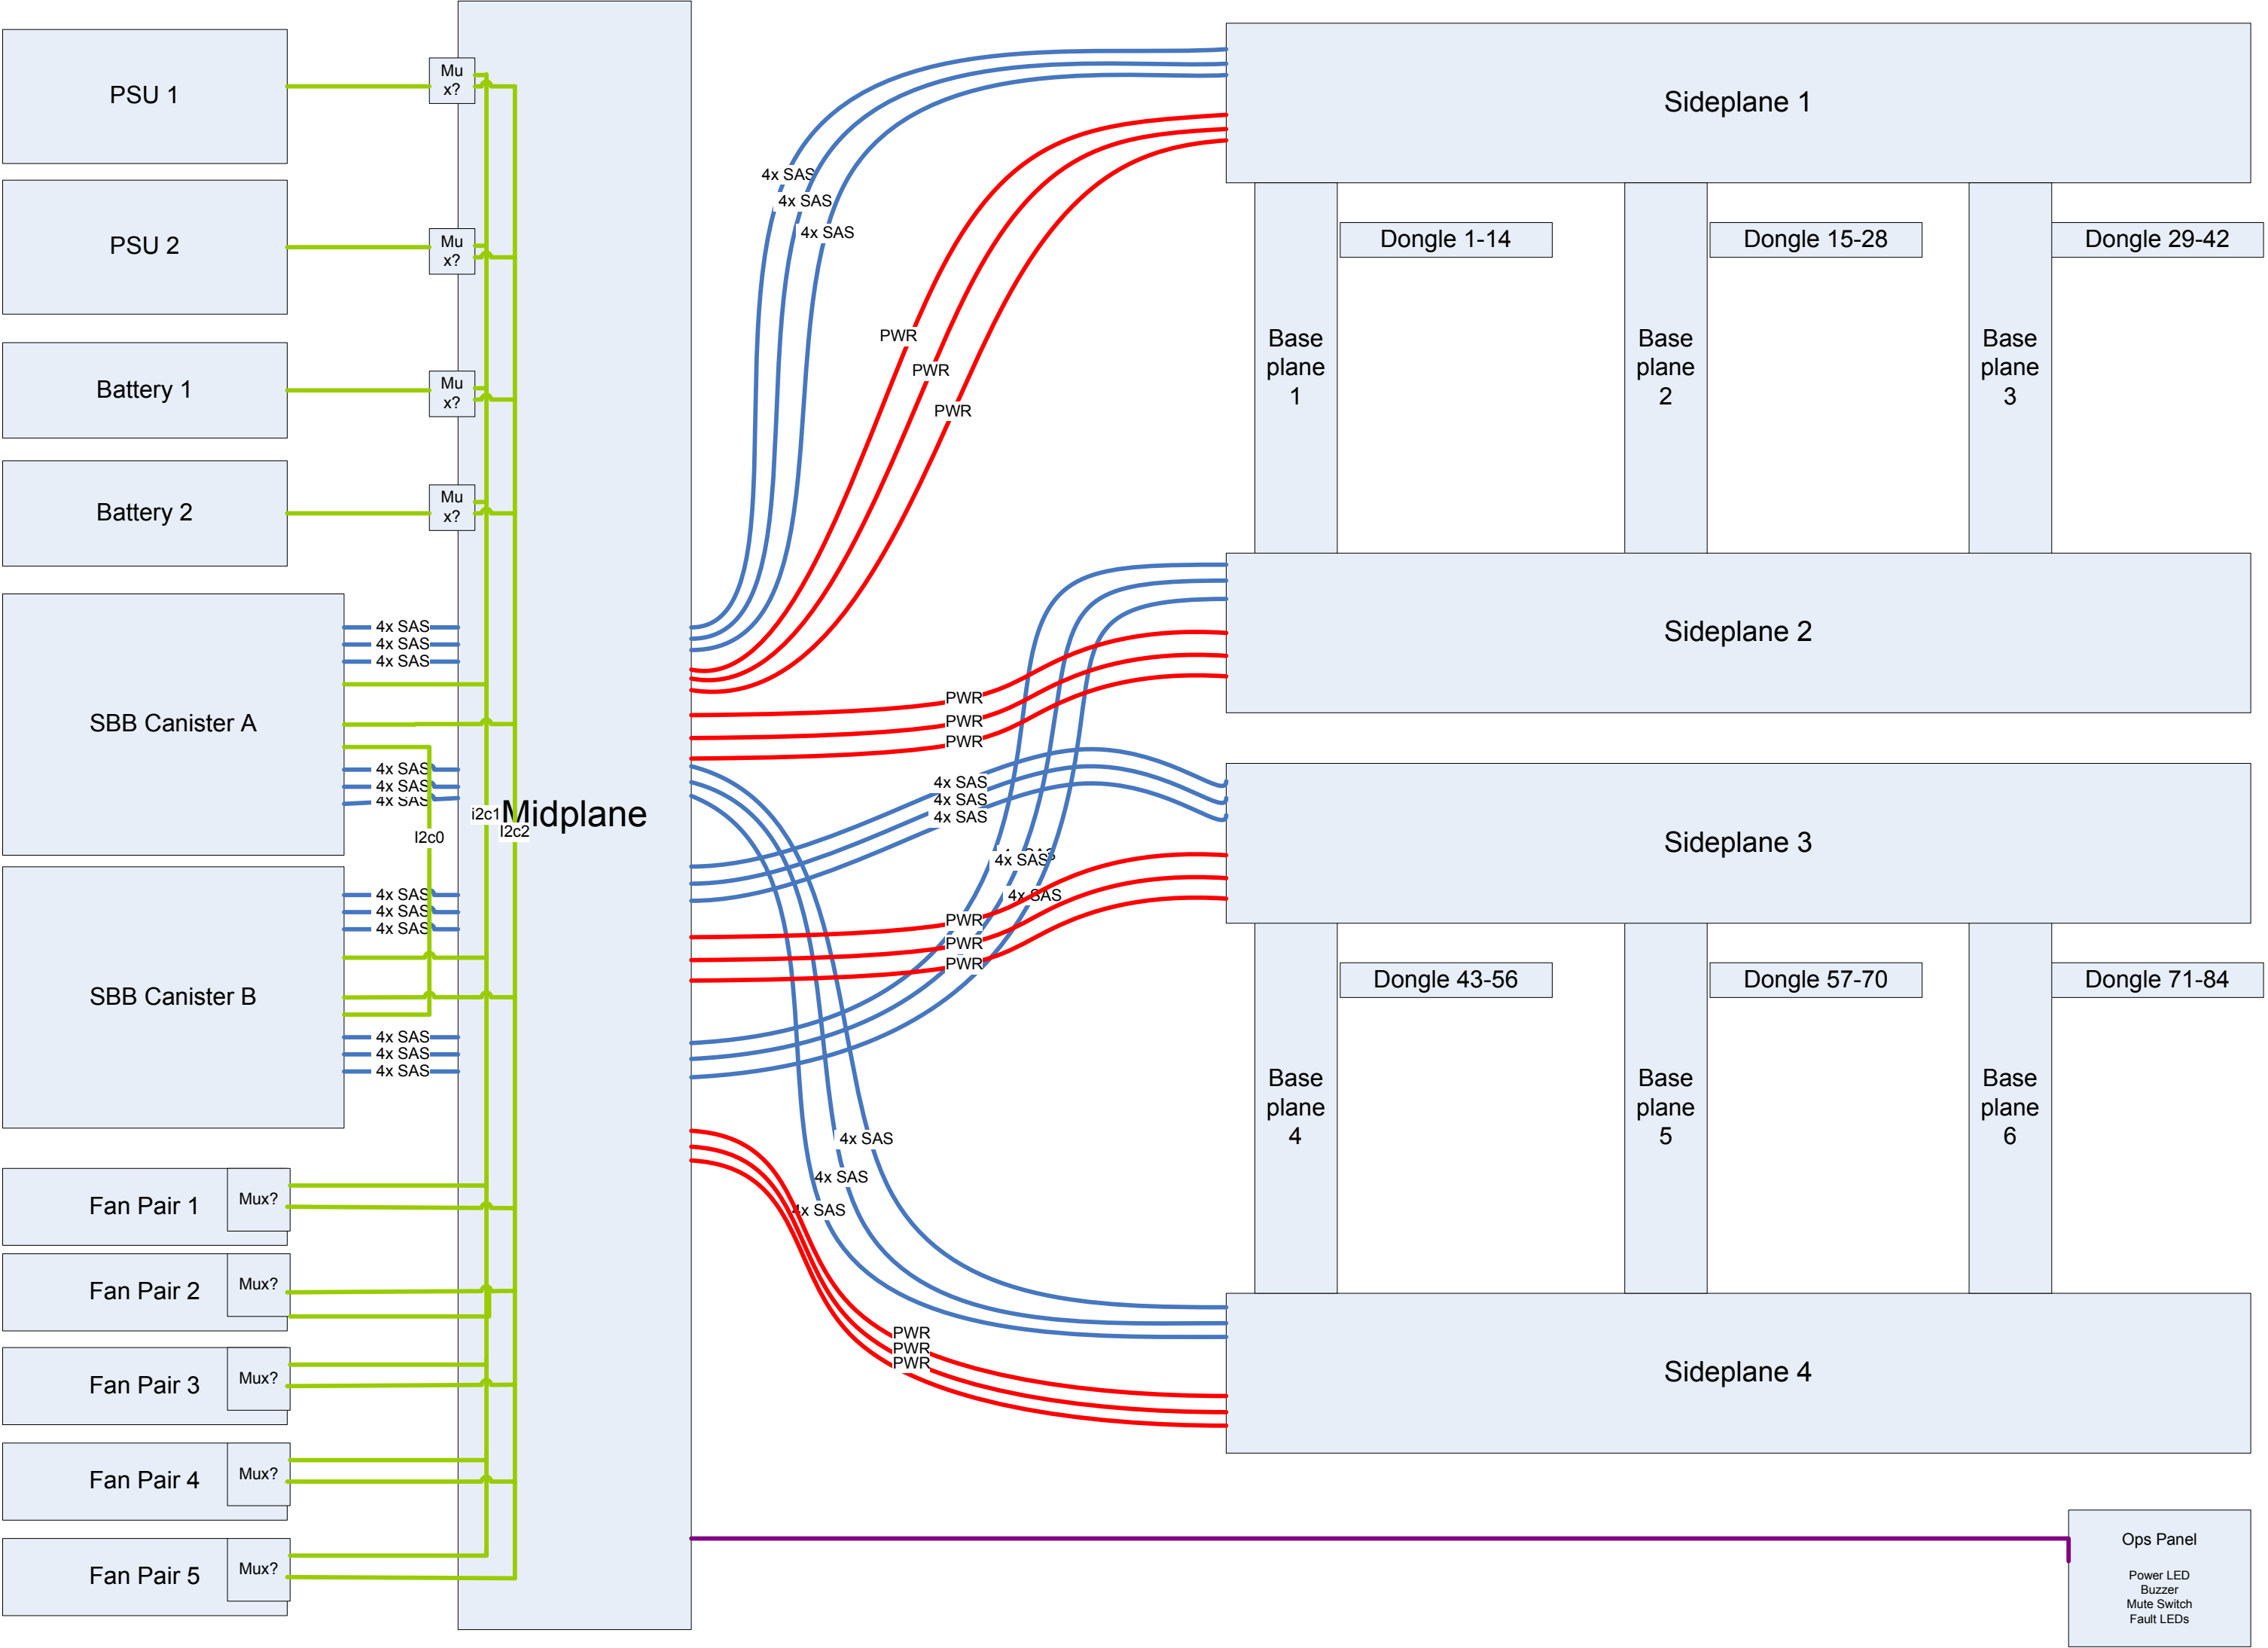 PSU 1
Mu
x?
PSU 2
Mu
x?
Battery 1
Mu
x?
Battery 2
Mu
x?
SBB Canister A
4x SAS
4x SAS
4x SAS
4x SAS
4x SAS
4x SAS
SBB Canister B
4x SAS
4x SAS
4x SAS
4x SAS
4x SAS
4x SAS
I2c0
i2c1
I2c2
Midplane
Fan Pair 1
Mux?
Fan Pair 2
Mux?
Fan Pair 3
Mux?
Fan Pair 4
Mux?
Fan Pair 5
Mux?
4x SAS
4x SAS
4x SAS
PWR
PWR
PWR
PWR
PWR
PWR
4x SAS
4x SAS
4x SAS
4x SAS
4x SAS
PWR
PWR
PWR
4x SAS
4x SAS
4x SAS
PWR
PWR
PWR
Sideplane 1
Dongle 1-14
Dongle 15-28
Dongle 29-42
Base
plane
1
Base
plane
2
Base
plane
3
Sideplane 2
Sideplane 3
Dongle 43-56
Dongle 57-70
Dongle 71-84
Base
plane
4
Base
plane
5
Base
plane
6
Sideplane 4
Ops Panel
Power LED
Buzzer
Mute Switch
Fault LEDs